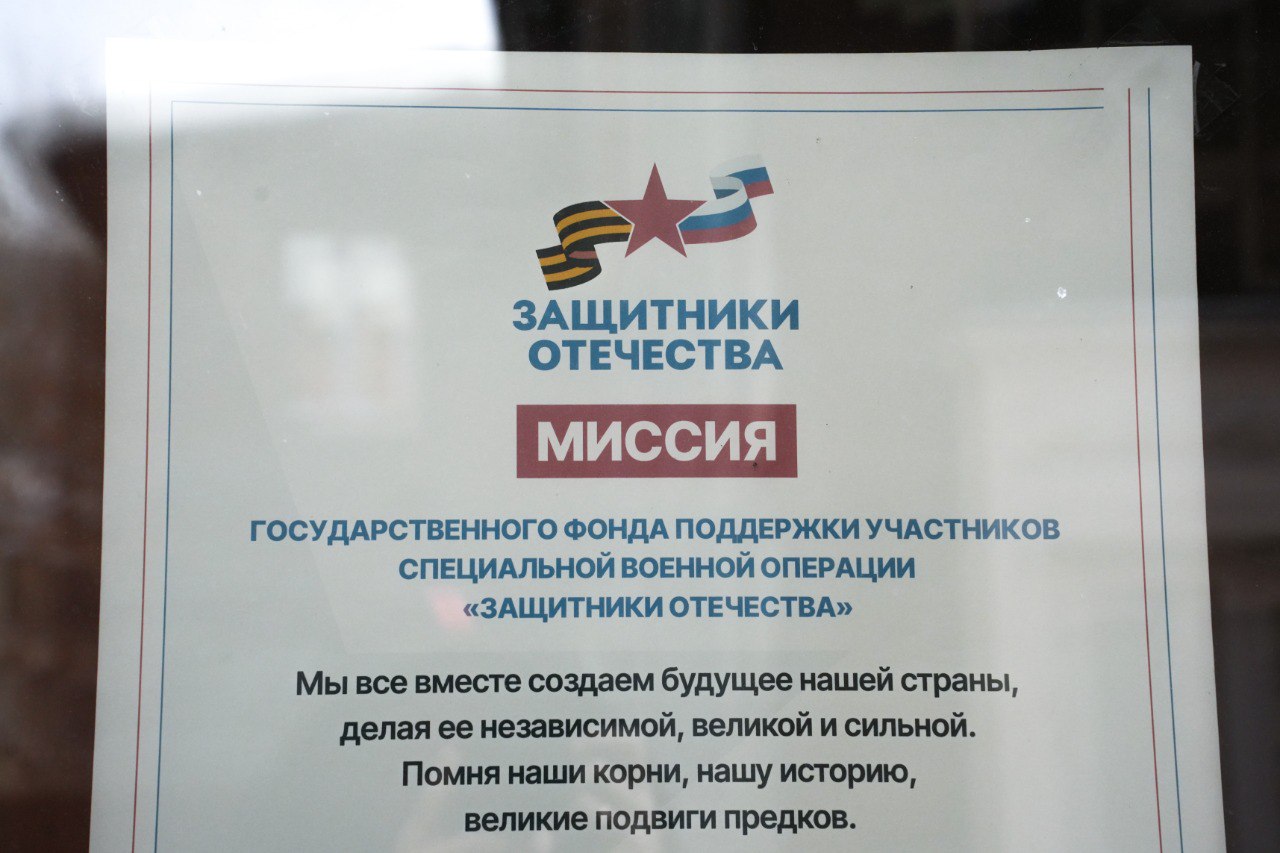 ЗАЩИТНИКИ
ОТЕЧЕСТВА
МИССИЯ
ГОСУДАРСТВЕННОГО ФОНДА ПОДДЕРЖКИ УЧАСТНИКОВ
СПЕЦИАЛЬНОЙ ВОЕННОЙ ОПЕРАЦИИ
«ЗАЩИТНИКИ ОТЕЧЕСТВА»
Мы все вместе создаем будущее нашей страны,
делая ее независимой, великой и сильной.
Помня наши корни, нашу историю,
великие подвиги предков.